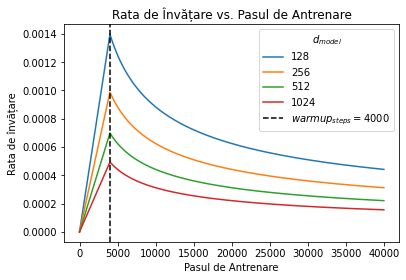 Rata de Învățare vs. Pasul de Antrenare
Rata de învățare
0.0014
0.0012
0.0010
0.0008
0.0006
0.0004
0.0002
0.0000
d_model
128
256
512
1024
warmup_steps = 4000
0 5000 10000 15000 20000 25000 30000 35000 40000
Pasul de Antrenare